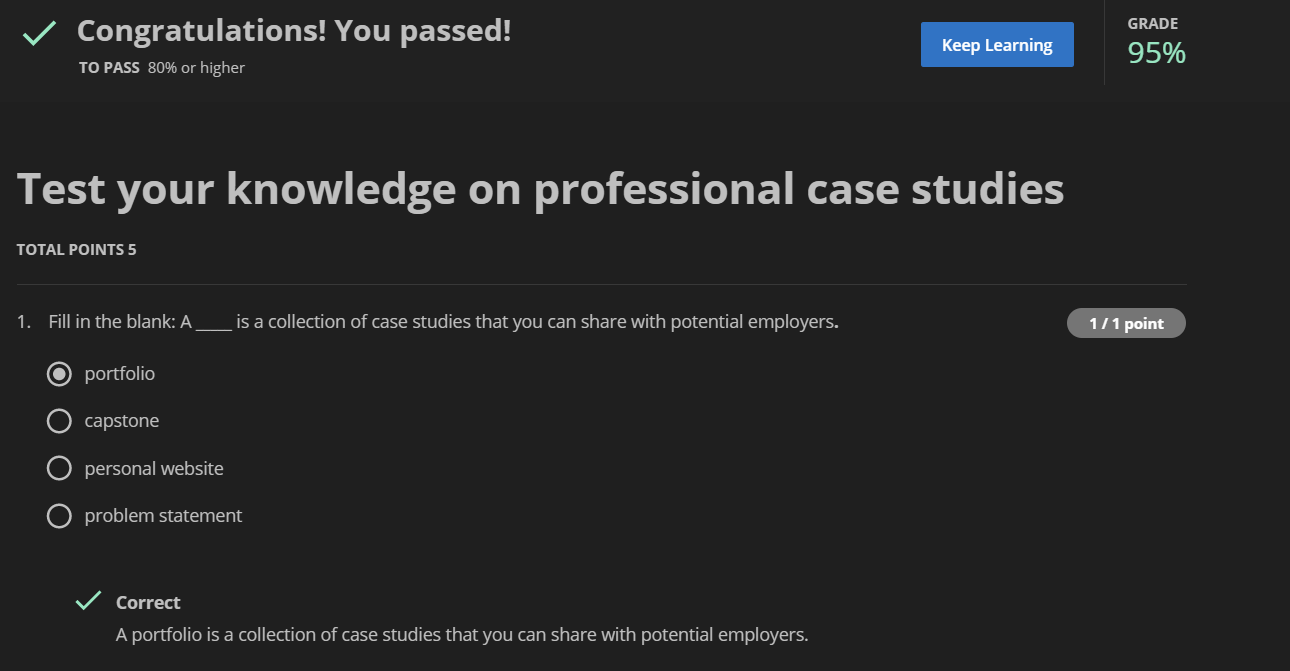 Congratulations! You passed!
TO PASS 80% or higher
Keep Learning
GRADE
95%
Test your knowledge on professional case studies
TOTAL POINTS 5
1. Fill in the blank: A ____ is a collection of case studies that you can share with potential employers.
1 / 1 point
portfolio
capstone
personal website
problem statement
Correct
A portfolio is a collection of case studies that you can share with potential employers.